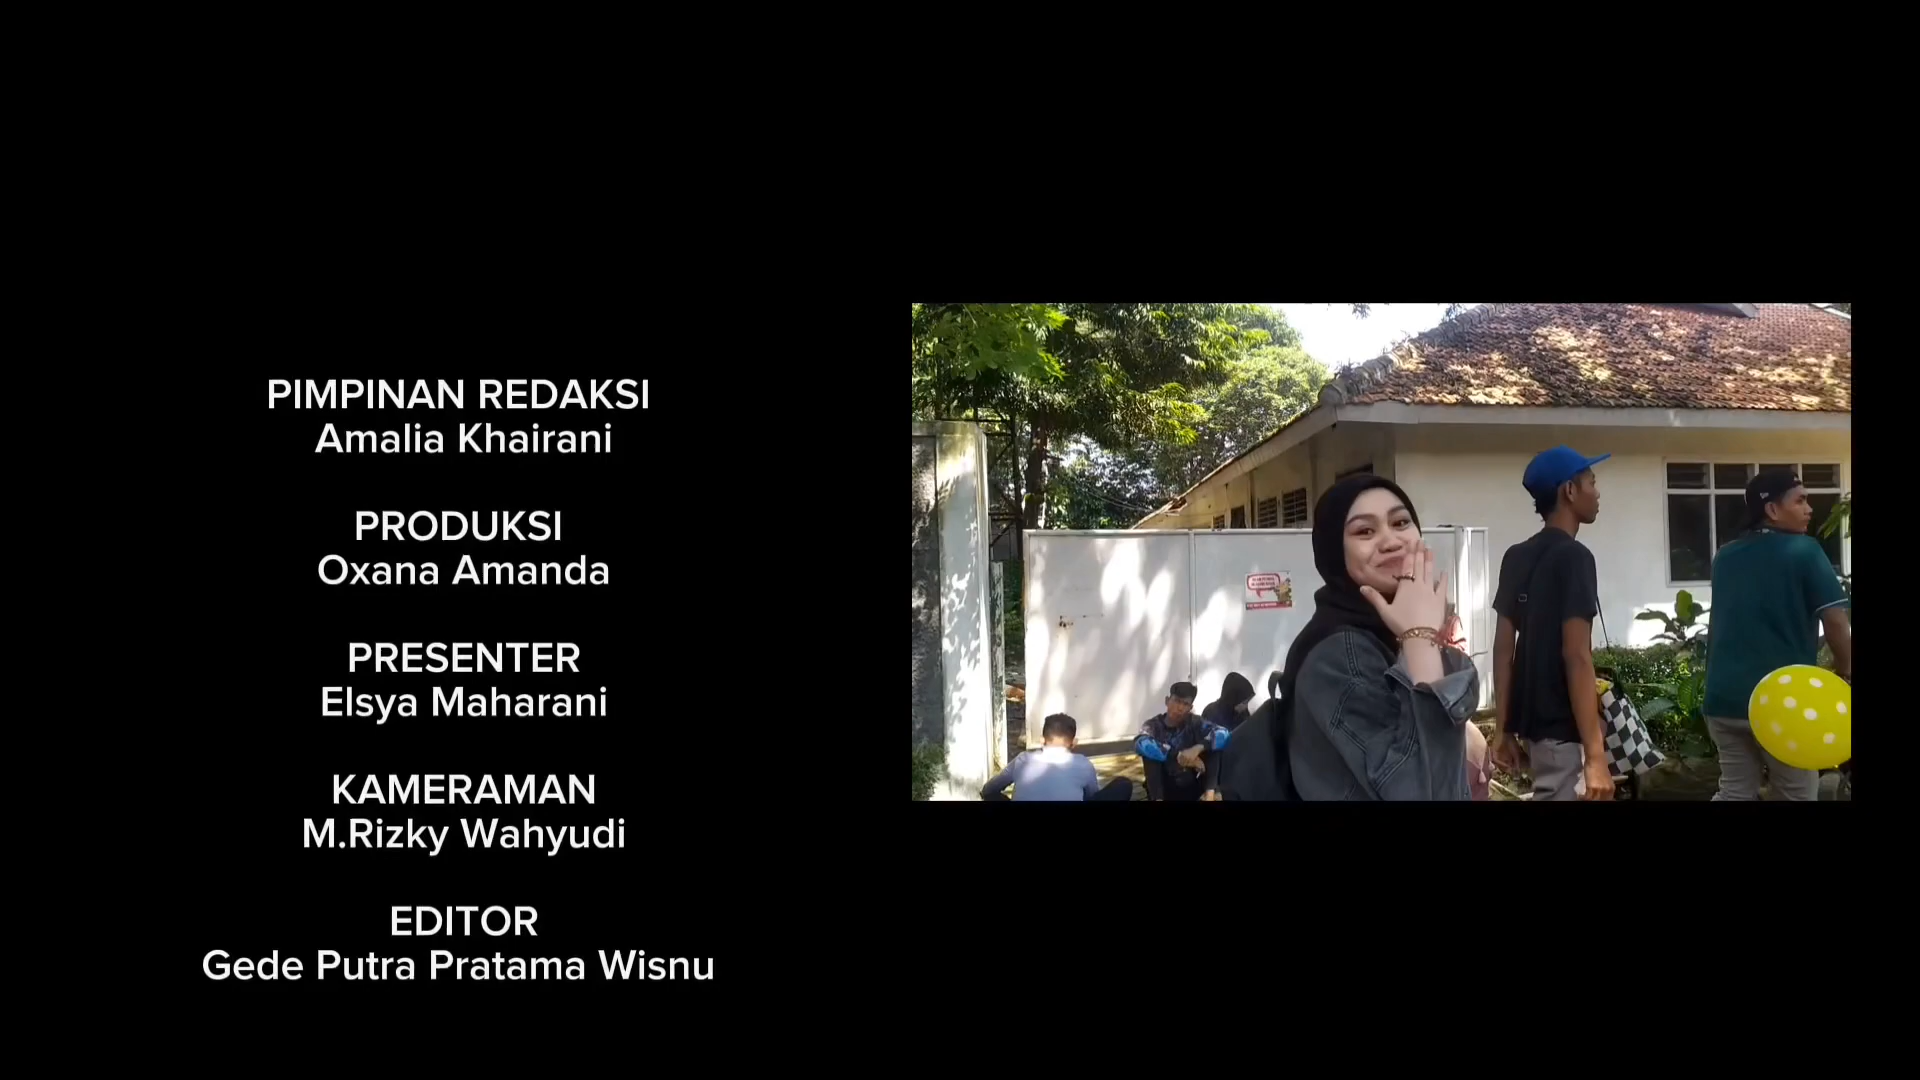 PIMPINAN REDAKSI
Amalia Khairani
PRODUKSI
Oxana Amanda
PRESENTER
Elsya Maharani
KAMERAMAN
M.Rizky Wahyudi
EDITOR
Gede Putra Pratama Wisnu